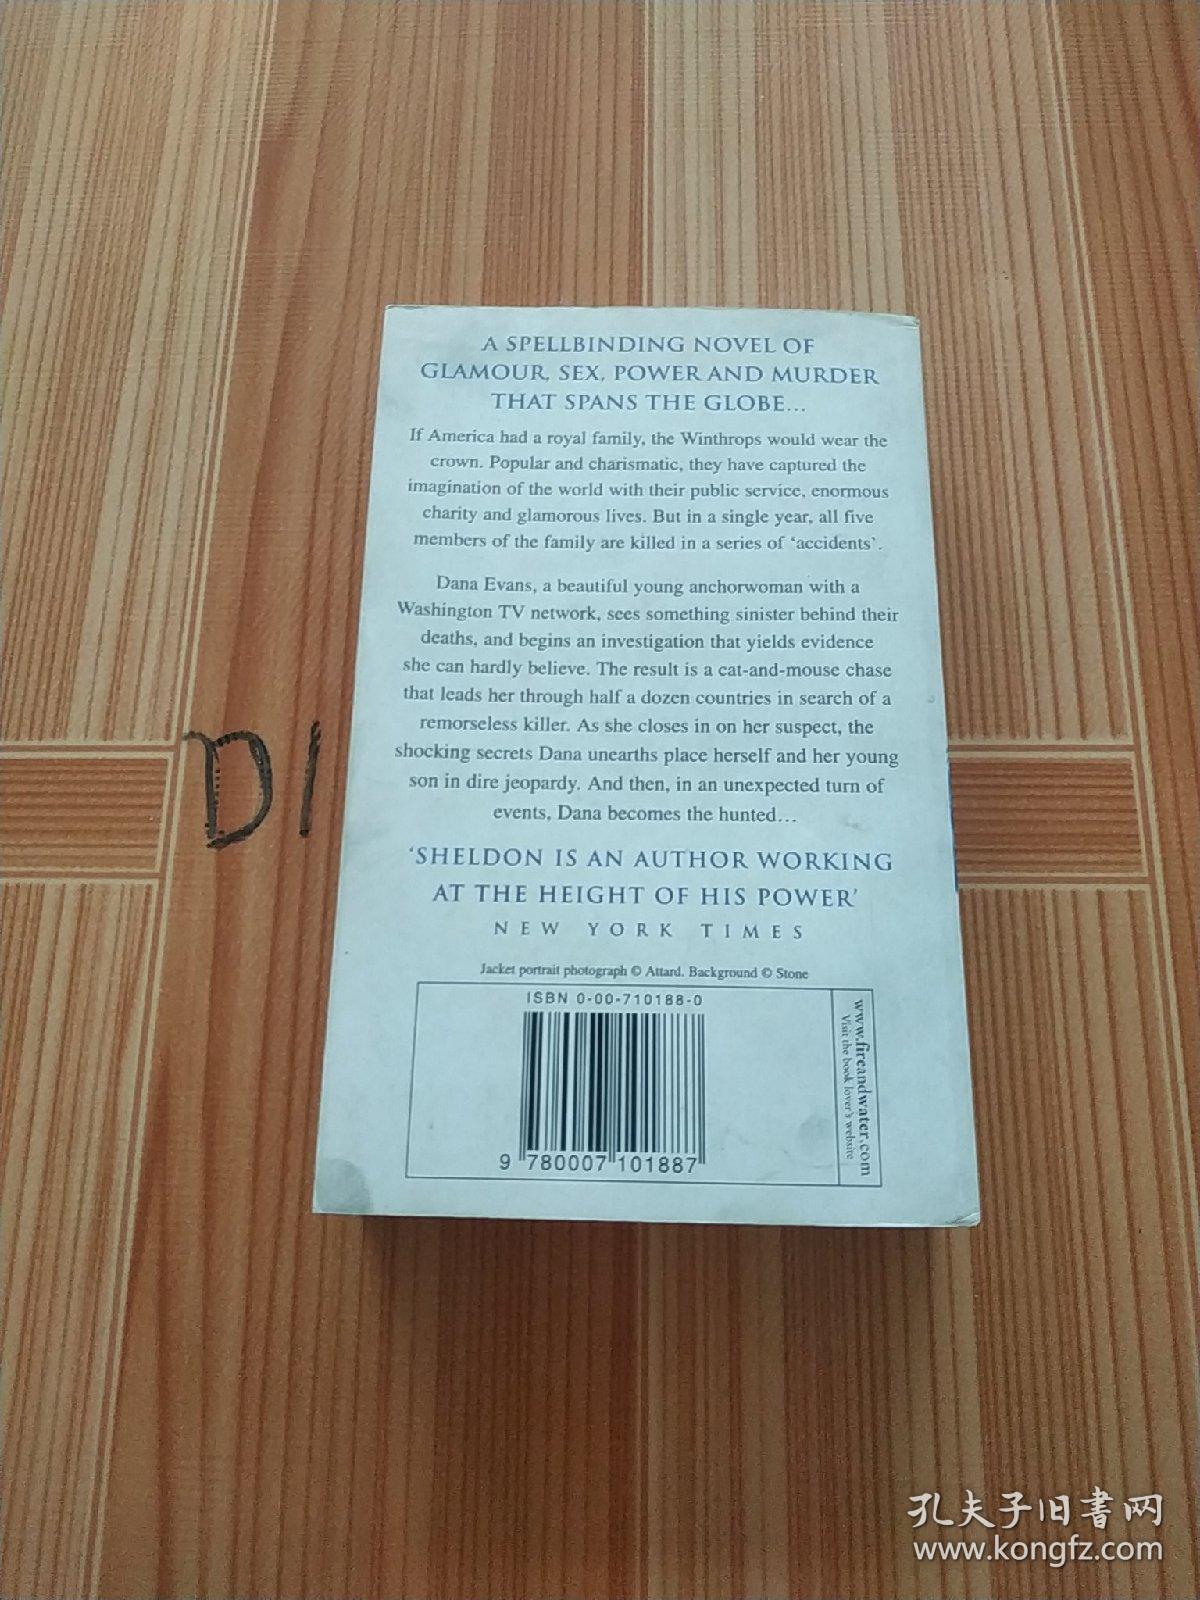 A SPELLBINDING NOVEL OF
GLAMOUR, SEX, POWER AND MURDER
THAT SPANS THE GLOBE...
If America had a royal family, the Winthrops would wear the
crown. Popular and charismatic, they have captured the
imagination of the world with their public service, enormous
charity and glamorous lives. But in a single year, all five
members of the family are killed in a series of ‘accidents’.
Dana Evans, a beautiful young anchorwoman with a
Washington TV network, sees something sinister behind their
deaths, and begins an investigation that yields evidence
she can hardly believe. The result is a cat-and-mouse chase
that leads her through half a dozen countries in search of a
remorseless killer. As she closes in on her suspect, the
shocking secrets Dana unearths place herself and her young
son in dire jeopardy. And then, in an unexpected turn of
events, Dana becomes the hunted...
‘SHELDON IS AN AUTHOR WORKING
AT THE HEIGHT OF HIS POWER’
NEW YORK TIMES
Jacket portrait photograph © Attard. Background © Stone
ISBN 0-00-710188-0
9 780007 101887
www.fireandwater.com
Visit the book lover's website
D1
孔夫子旧书网
www.kongfz.com